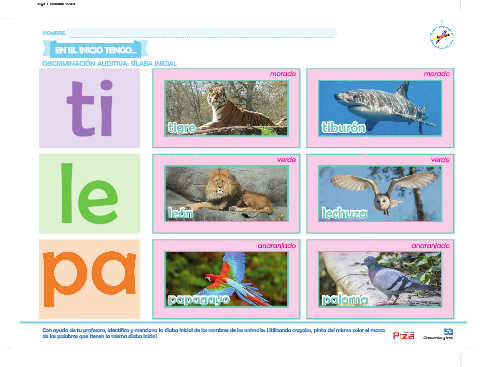 NOMBRE:
EN EL INICIO TENGO...
DISCRIMINACIÓN AUDITIVA: SÍLABA INICIAL
ti
morado
tigre
morado
tiburón
le
verde
león
verde
lechuza
pa
anaranjado
papagayo
anaranjado
paloma
Con ayuda de tu profesora, identifica y menciona la sílaba inicial de los nombres de los animales. Utilizando crayolas, pinta del mismo color el marco
de las palabras que tienen la misma sílaba inicial.
53